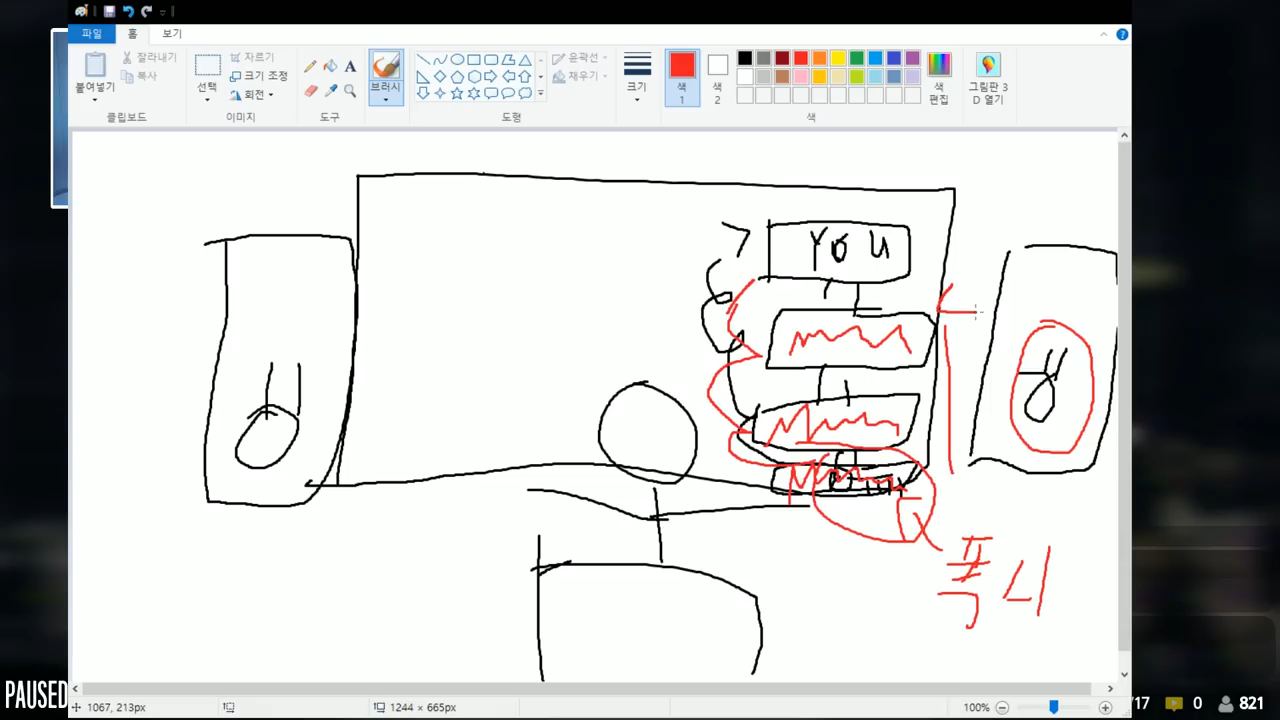 파일
홈
보기
붙여넣기
잘라내기
복사
클립보드
선택
자르기
크기 조정
회전
이미지
A
도구
브러시
윤곽선
채우기
도형
크기
색
1
색
2
색
편집
그림판 3
D 열기
색
YOU
PAUSED
1067, 213px
1244 × 665px
100%
/17
0
821